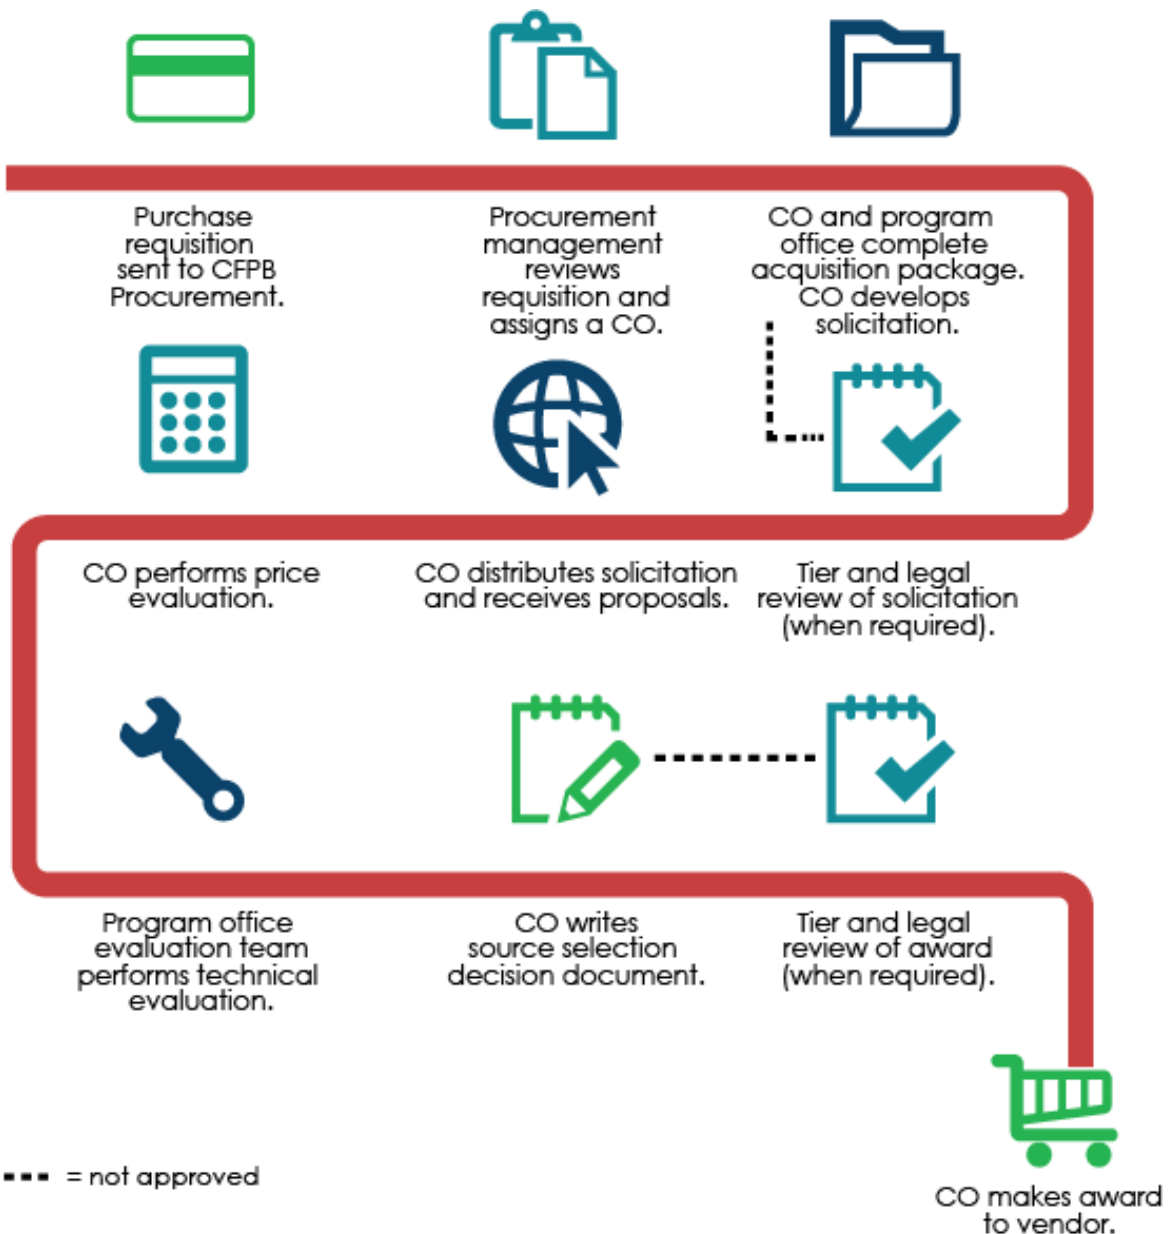 Purchase
requisition
sent to CFPB
Procurement.
Procurement
management
reviews
requisition and
assigns a CO.
CO and program
office complete
acquisition package.
CO develops
solicitation.
CO performs price
evaluation.
CO distributes solicitation
and receives proposals.
Tier and legal
review of solicitation
(when required).
Program office
evaluation team
performs technical
evaluation.
CO writes
source selection
decision document.
Tier and legal
review of award
(when required).
= not approved
CO makes award
to vendor.